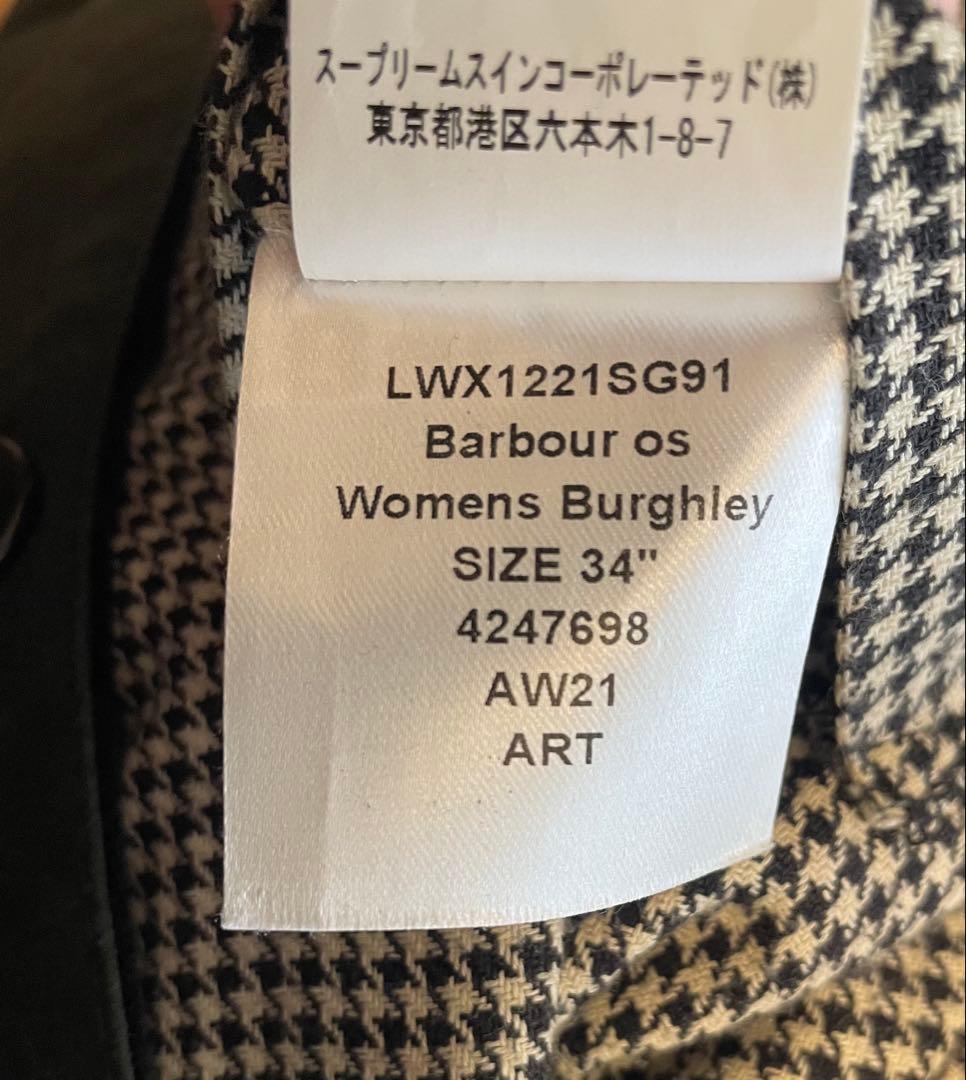 スープリームスインコーポレーテッド(株)
東京都港区六本木1-8-7
LWX1221SG91
Barbour os
Womens Burghley
SIZE 34"
4247698
AW21
ART